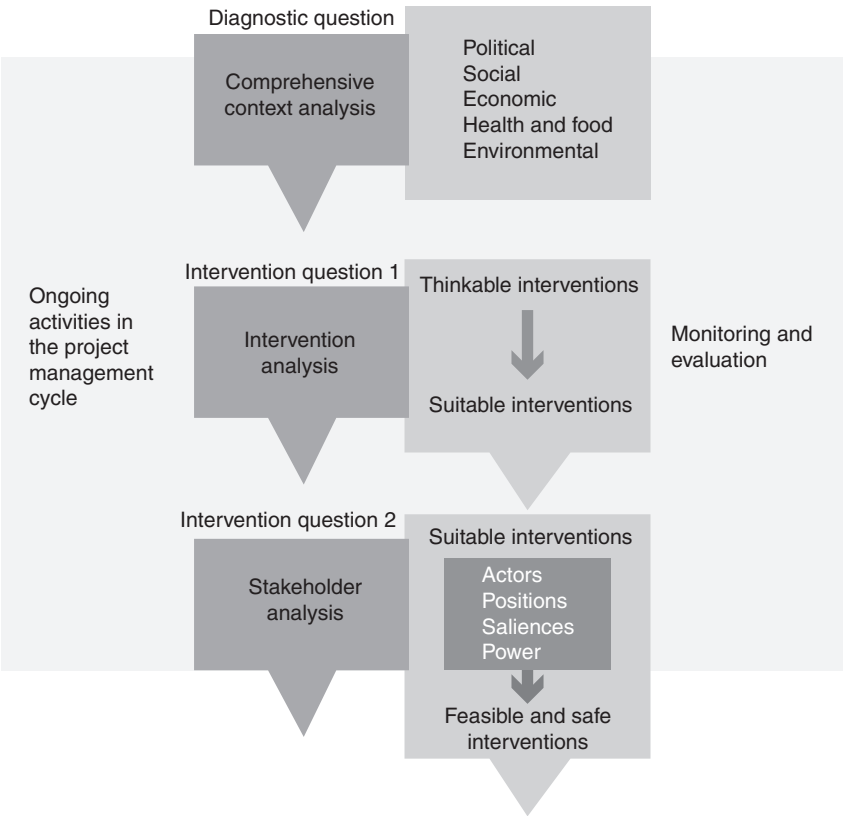 Diagnostic question
Comprehensive
context analysis
Political
Social
Economic
Health and food
Environmental
Ongoing
activities in
the project
management
cycle
Intervention question 1
Intervention
analysis
Thinkable interventions
Suitable interventions
Monitoring and
evaluation
Intervention question 2
Stakeholder
analysis
Suitable interventions
Actors
Positions
Saliences
Power
Feasible and safe
interventions